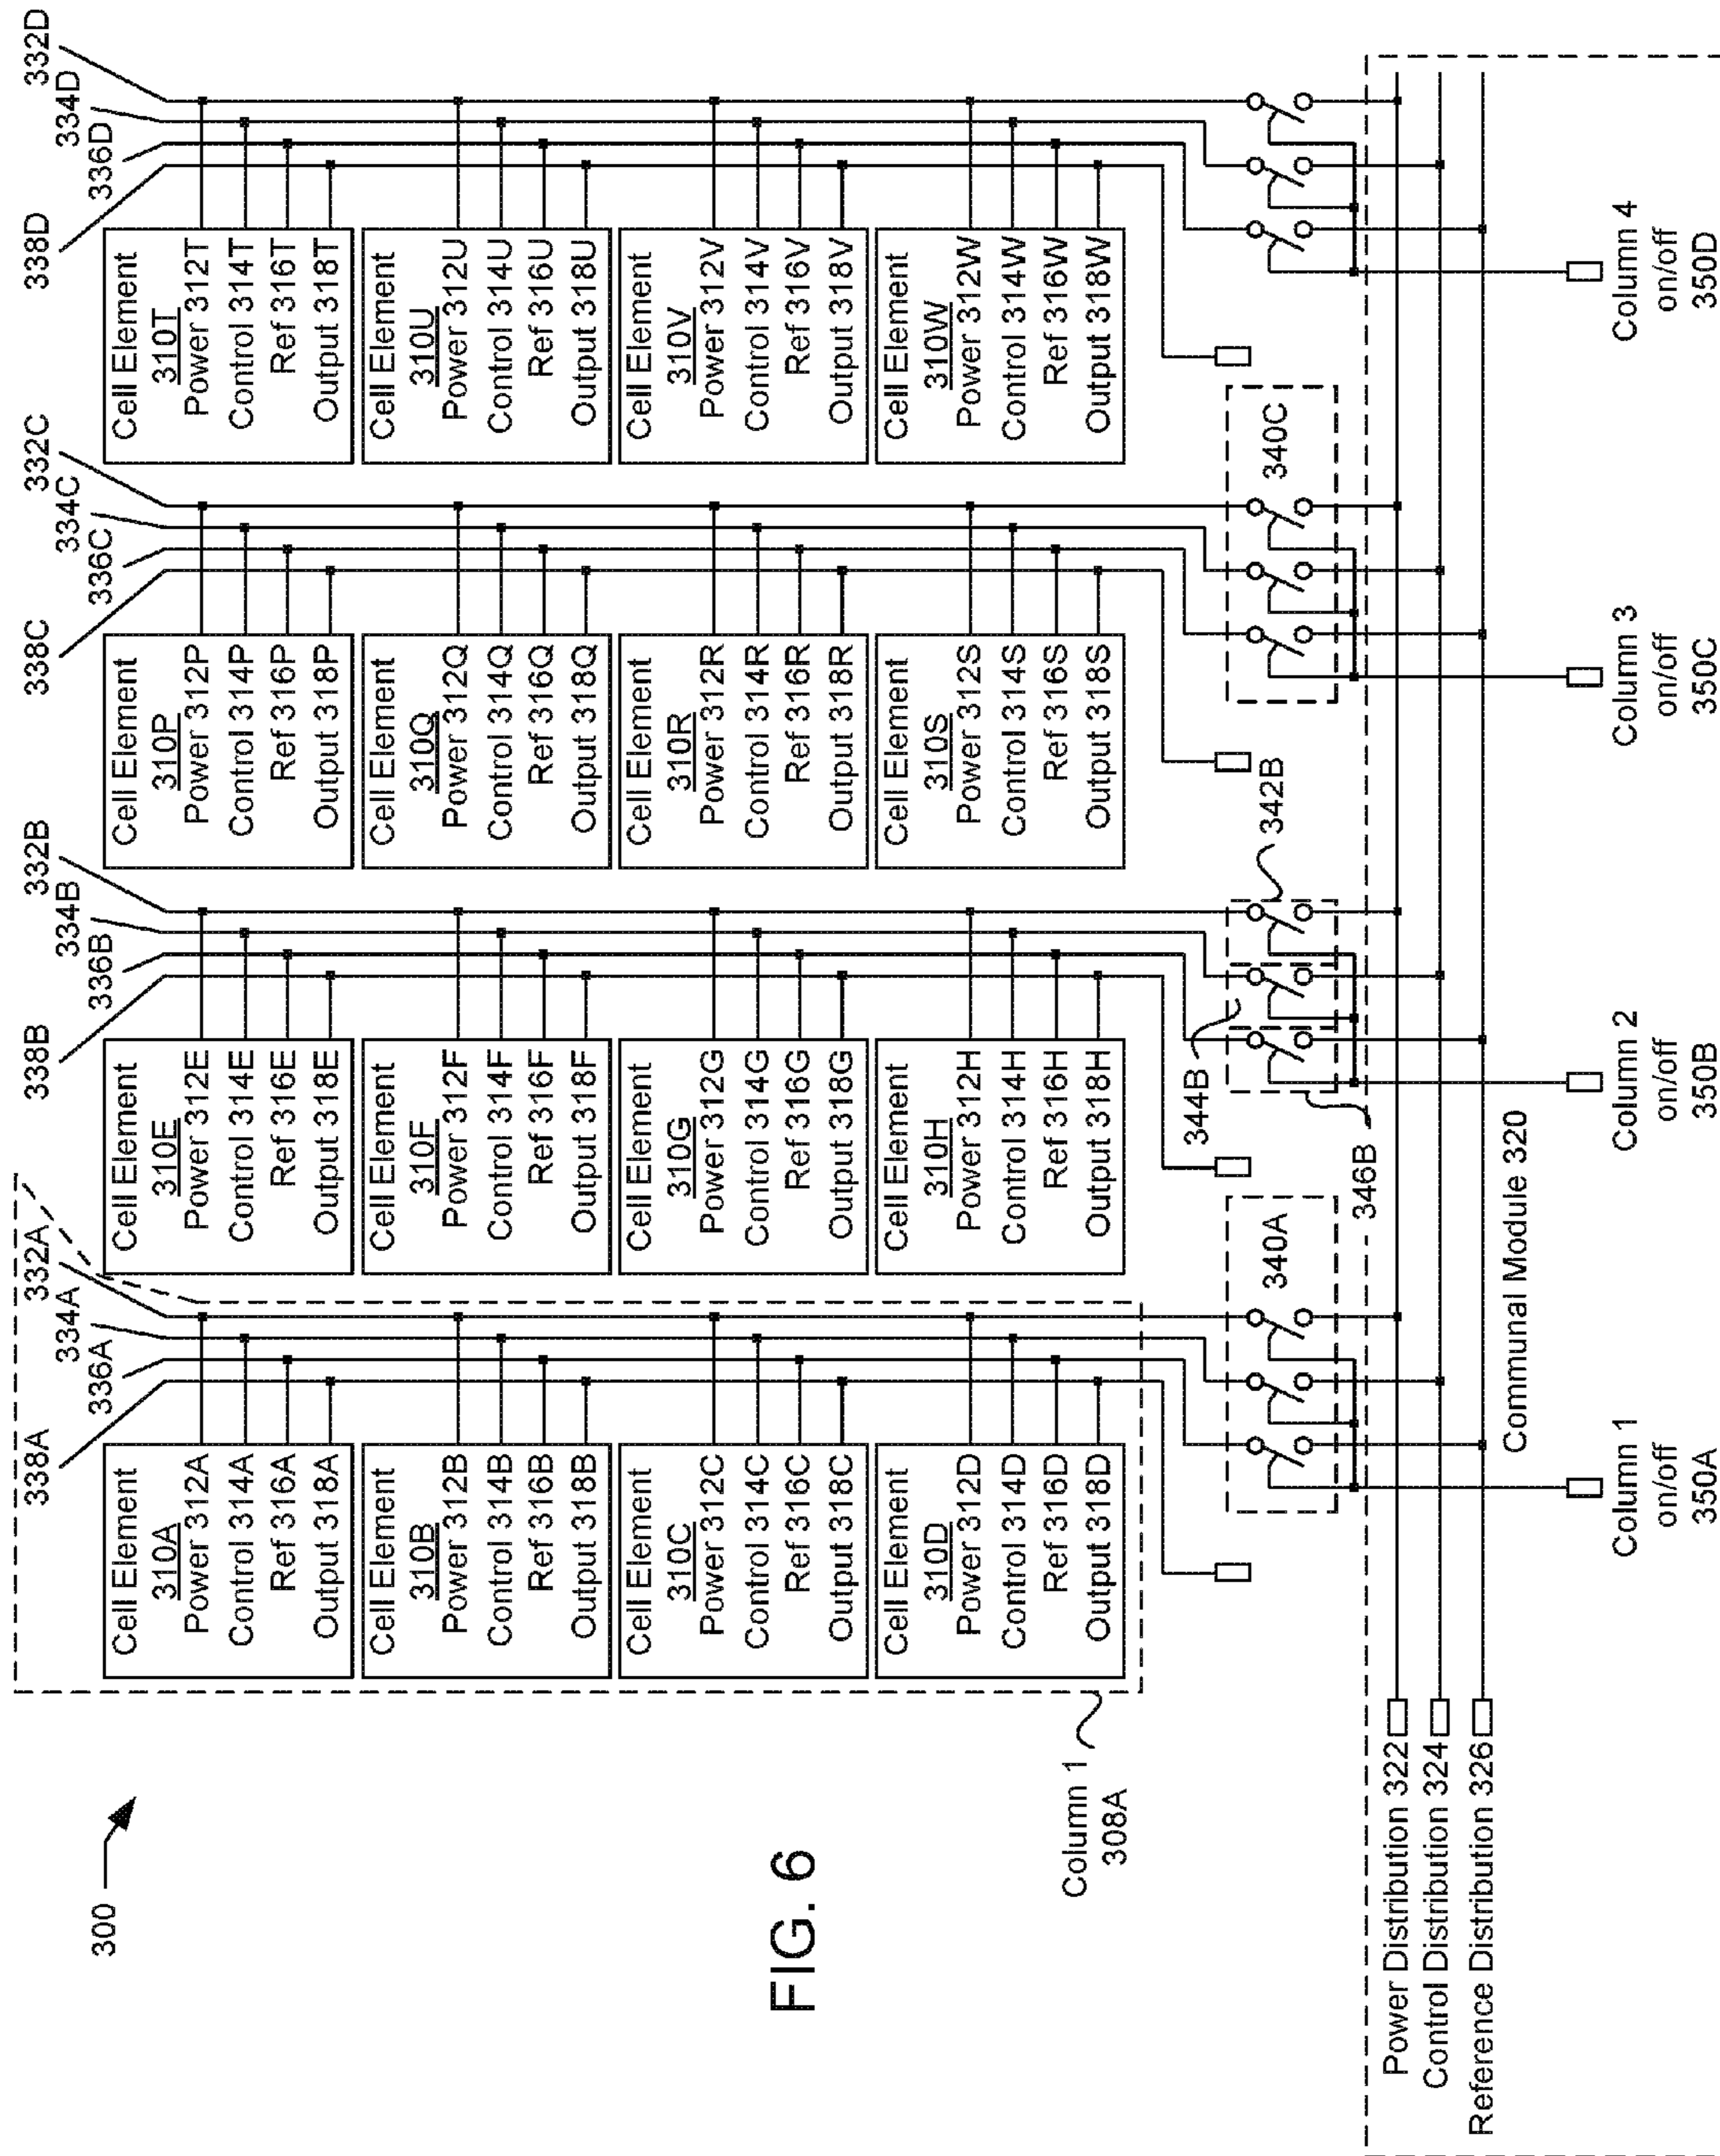 300
FIG. 6
338A
336A
334A
332A
338B
336B
334B
332B
338C
336C
334C
332C
338D
336D
334D
332D
Cell Element
310A
Power 312A
Control 314A
Ref 316A
Output 318A
Cell Element
310B
Power 312B
Control 314B
Ref 316B
Output 318B
Cell Element
310C
Power 312C
Control 314C
Ref 316C
Output 318C
Cell Element
310D
Power 312D
Control 314D
Ref 316D
Output 318D
Column 1
308A
Cell Element
310E
Power 312E
Control 314E
Ref 316E
Output 318E
Cell Element
310F
Power 312F
Control 314F
Ref 316F
Output 318F
Cell Element
310G
Power 312G
Control 314G
Ref 316G
Output 318G
Cell Element
310H
Power 312H
Control 314H
Ref 316H
Output 318H
Cell Element
310P
Power 312P
Control 314P
Ref 316P
Output 318P
Cell Element
310Q
Power 312Q
Control 314Q
Ref 316Q
Output 318Q
Cell Element
310R
Power 312R
Control 314R
Ref 316R
Output 318R
Cell Element
310S
Power 312S
Control 314S
Ref 316S
Output 318S
Cell Element
310T
Power 312T
Control 314T
Ref 316T
Output 318T
Cell Element
310U
Power 312U
Control 314U
Ref 316U
Output 318U
Cell Element
310V
Power 312V
Control 314V
Ref 316V
Output 318V
Cell Element
310W
Power 312W
Control 314W
Ref 316W
Output 318W
340A
344B
342B
346B
340C
Power Distribution 322
Control Distribution 324
Reference Distribution 326
Communal Module 320
Column 1
on/off
350A
Column 2
on/off
350B
Column 3
on/off
350C
Column 4
on/off
350D